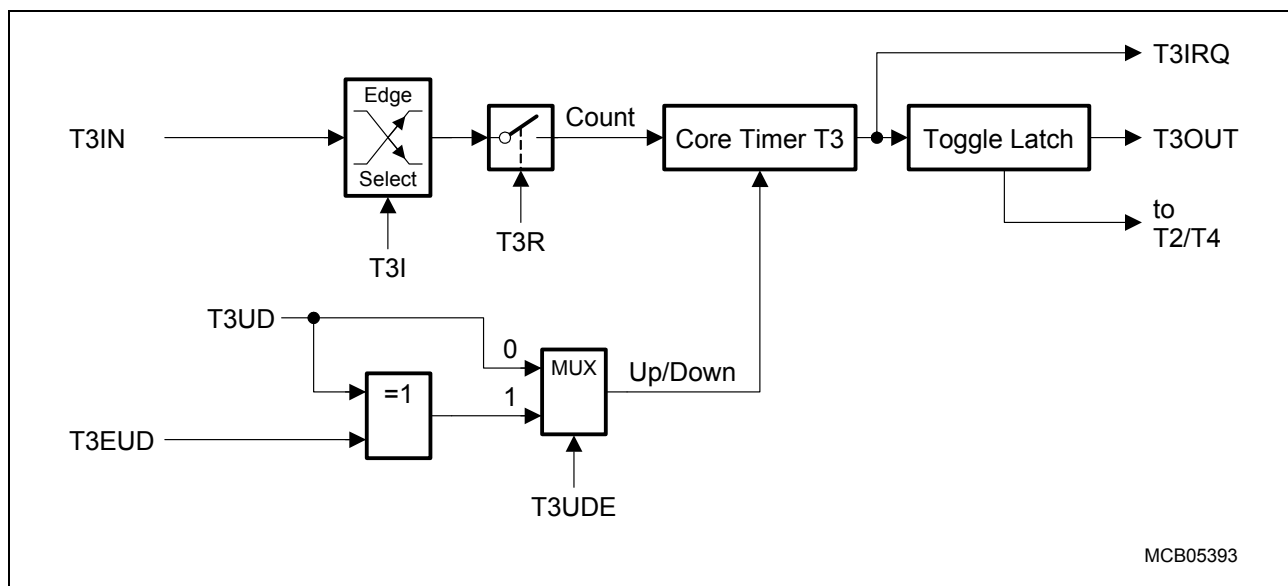 T3IRQ
Edge
T3IN
Select
Count
Core Timer T3
Toggle Latch
T3OUT
T3R
to
T2/T4
T3I
T3UD
0
MUX
Up/Down
=1
1
T3EUD
T3UDE
MCB05393